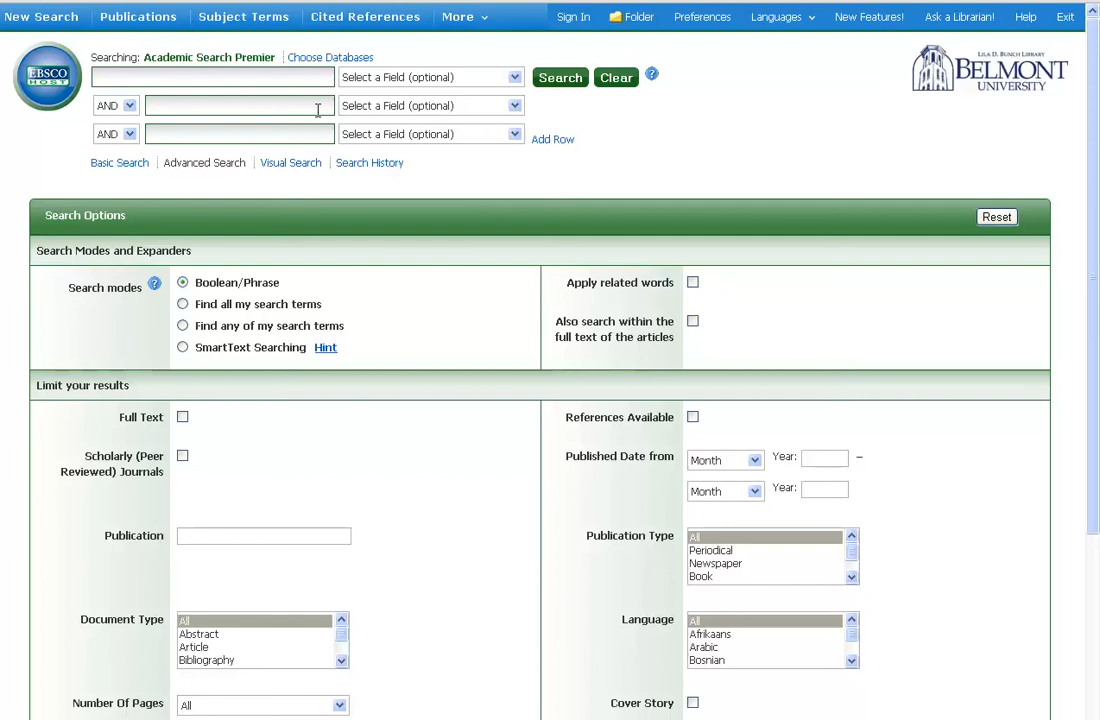 New Search Publications Subject Terms Cited References More Sign In Folder Preferences Languages New Features! Ask a Librarian! Help Exit
Searching: Academic Search Premier Choose Databases
EBSCO
HOST
Select a Field (optional) Search Clear ?
LILA D. BUNCH LIBRARY
BELMONT
UNIVERSITY
AND Select a Field (optional)
AND Select a Field (optional) Add Row
Basic Search Advanced Search Visual Search Search History
Search Options Reset
Search Modes and Expanders
Search modes ? Boolean/Phrase
Find all my search terms
Find any of my search terms
SmartText Searching Hint
Apply related words
Also search within the
full text of the articles
Limit your results
Full Text References Available
Scholarly (Peer
Reviewed) Journals
Published Date from Month Year: –
Month Year:
Publication
Publication Type All
Periodical
Newspaper
Book
Document Type All
Abstract
Article
Bibliography
Language All
Afrikaans
Arabic
Bosnian
Number Of Pages All Cover Story